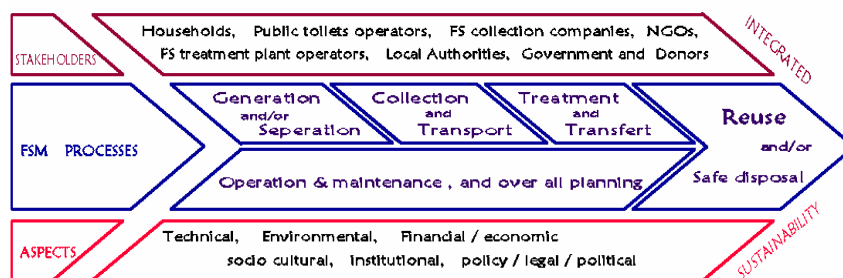 STAKEHOLDERS
Households, Public toilets operators, FS collection companies, NGOs,
FS treatment plant operators, Local Authorities, Government and Donors
INTEGRATED
FSM PROCESSES
Generation
and/or
Seperation
Collection
and
Transport
Treatment
and
Transfert
Operation & maintenance , and over all planning
Reuse
and/or
Safe disposal
ASPECTS
Technical, Environmental, Financial / economic
socio cultural, institutional, policy / legal / political
SUSTAINABILITY